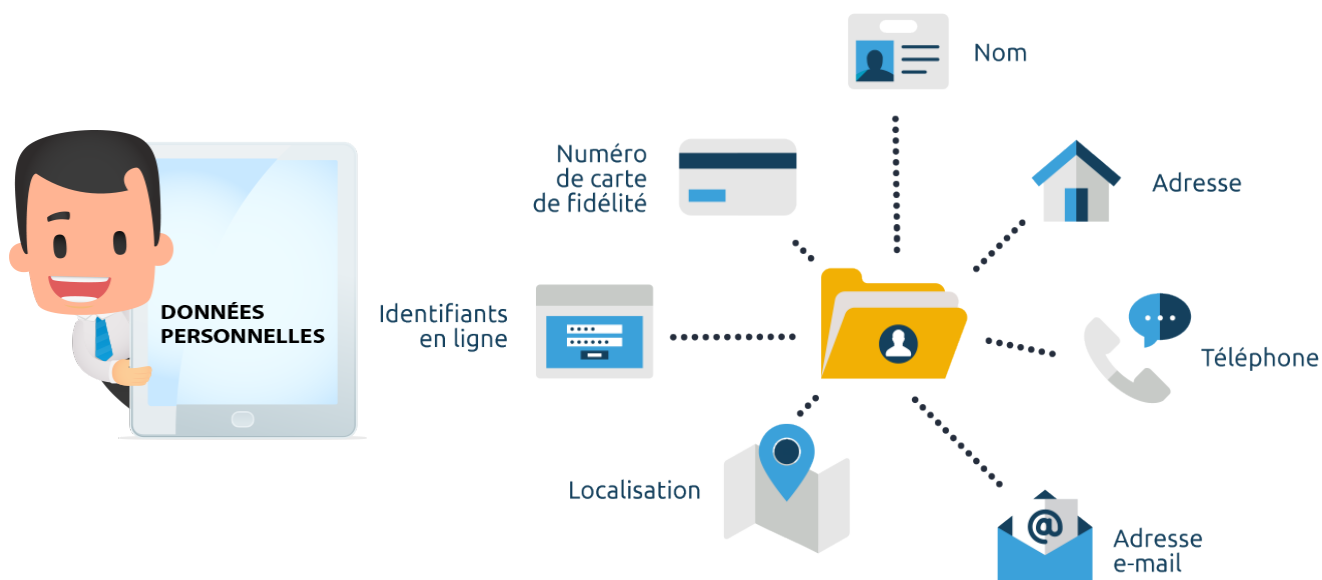 DONNÉES
PERSONNELLES
Nom
Numéro
de carte
de fidélité
Adresse
Identifiants
en ligne
Téléphone
Localisation
@
Adresse
e-mail